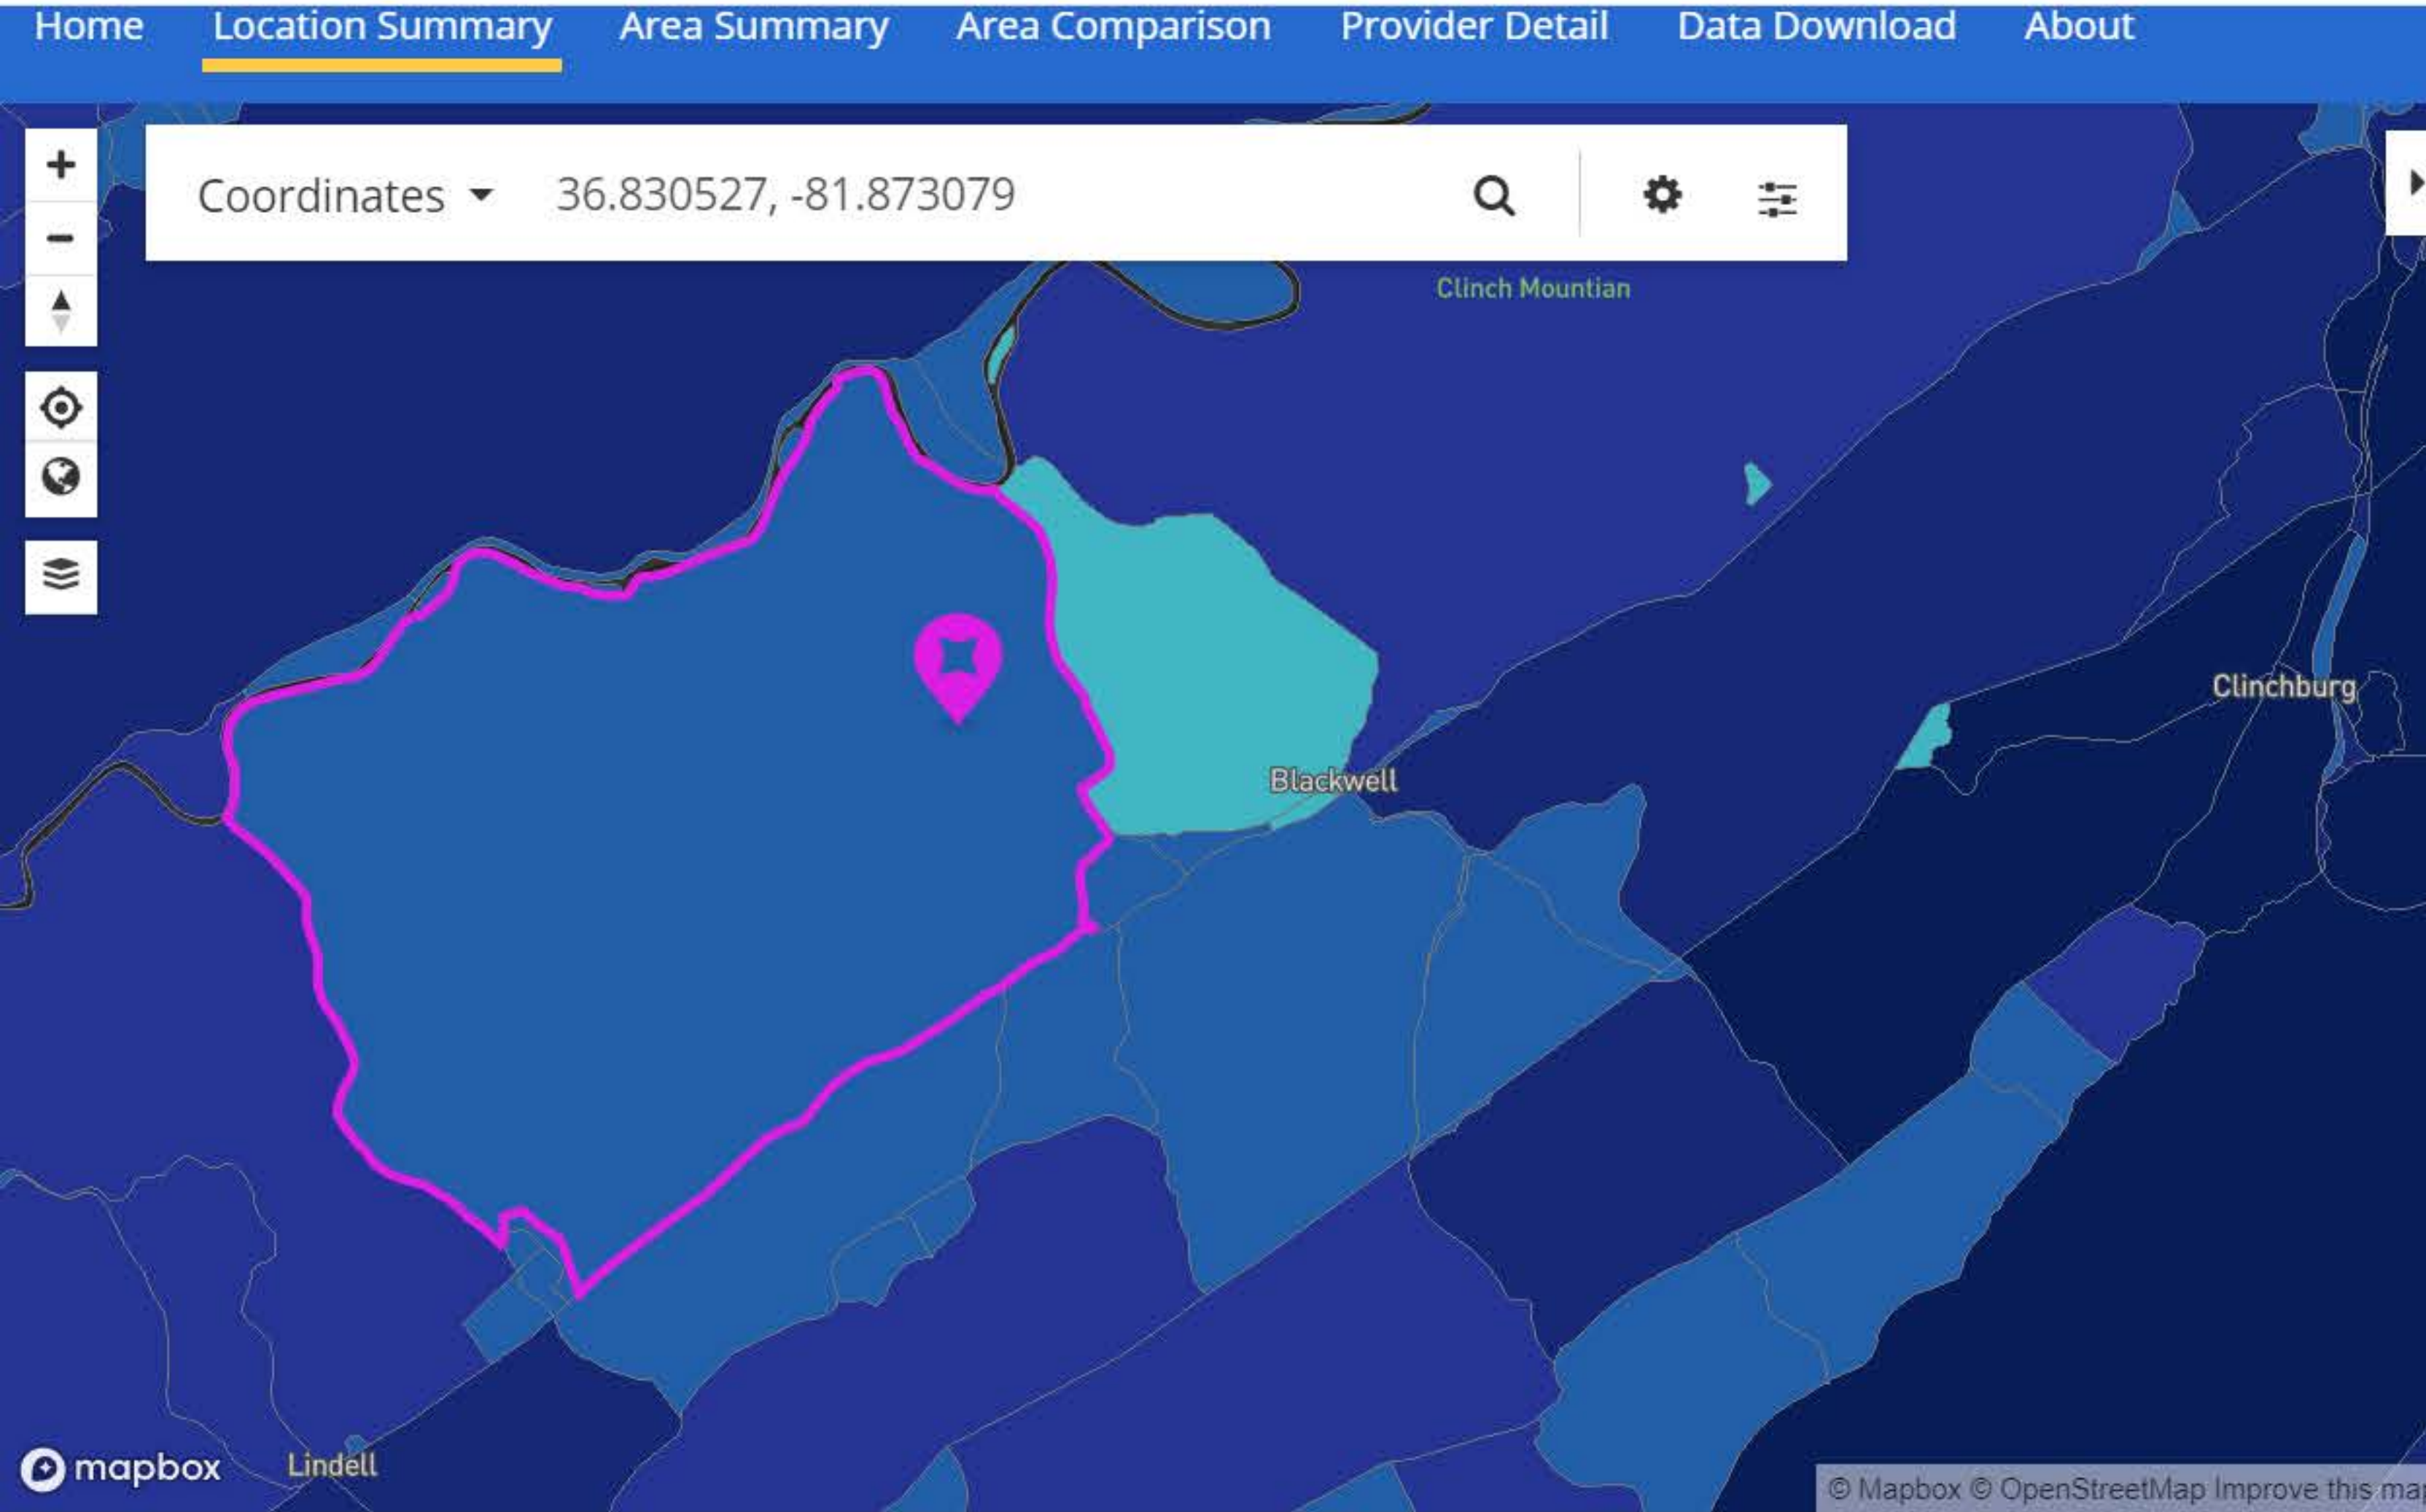 Home Location Summary Area Summary Area Comparison Provider Detail Data Download About
Coordinates 36.830527, -81.873079
Clinch Mountian
Clinchburg
Blackwell
Lindell
mapbox
© Mapbox © OpenStreetMap Improve this